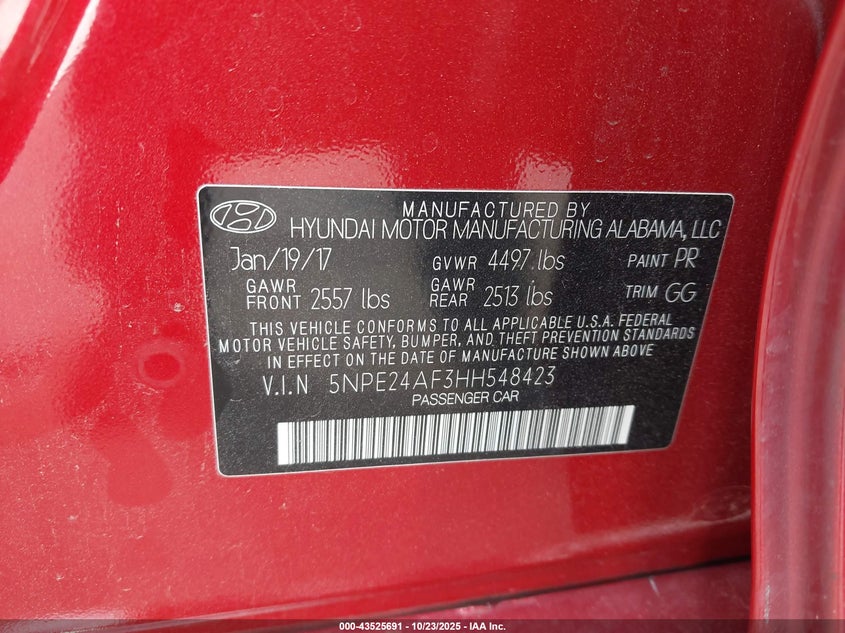 MANUFACTURED BY
HYUNDAI MOTOR MANUFACTURING ALABAMA, LLC
Jan/19/17 GVWR 4497 lbs PAINT PR
GAWR FRONT 2557 lbs GAWR REAR 2513 lbs TRIM GG
THIS VEHICLE CONFORMS TO ALL APPLICABLE U.S.A. FEDERAL
MOTOR VEHICLE SAFETY, BUMPER, AND THEFT PREVENTION STANDARDS
IN EFFECT ON THE DATE OF MANUFACTURE SHOWN ABOVE.
V.I.N 5NPE24AF3HH548423
PASSENGER CAR
000-43525691 - 10/23/2025 - IAA Inc.